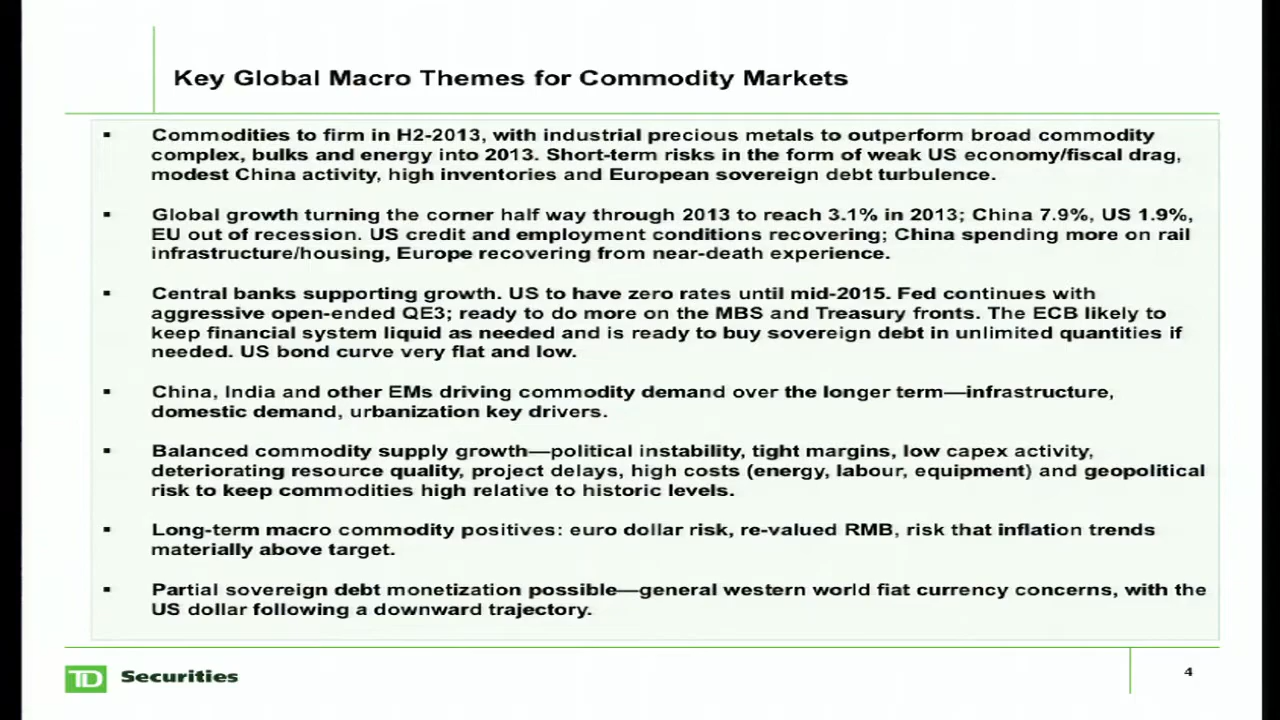 Key Global Macro Themes for Commodity Markets
▪ Commodities to firm in H2-2013, with industrial precious metals to outperform broad commodity
complex, bulks and energy into 2013. Short-term risks in the form of weak US economy/fiscal drag,
modest China activity, high inventories and European sovereign debt turbulence.
▪ Global growth turning the corner half way through 2013 to reach 3.1% in 2013; China 7.9%, US 1.9%,
EU out of recession. US credit and employment conditions recovering; China spending more on rail
infrastructure/housing, Europe recovering from near-death experience.
▪ Central banks supporting growth. US to have zero rates until mid-2015. Fed continues with
aggressive open-ended QE3; ready to do more on the MBS and Treasury fronts. The ECB likely to
keep financial system liquid as needed and is ready to buy sovereign debt in unlimited quantities if
needed. US bond curve very flat and low.
▪ China, India and other EMs driving commodity demand over the longer term—infrastructure,
domestic demand, urbanization key drivers.
▪ Balanced commodity supply growth—political instability, tight margins, low capex activity,
deteriorating resource quality, project delays, high costs (energy, labour, equipment) and geopolitical
risk to keep commodities high relative to historic levels.
▪ Long-term macro commodity positives: euro dollar risk, re-valued RMB, risk that inflation trends
materially above target.
▪ Partial sovereign debt monetization possible—general western world fiat currency concerns, with the
US dollar following a downward trajectory.
TD Securities
4